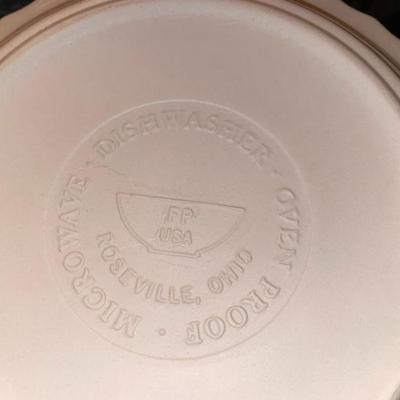 MICROWAVE · DISHWASHER · OVEN PROOF ·
FP
USA
ROSEVILLE, OHIO